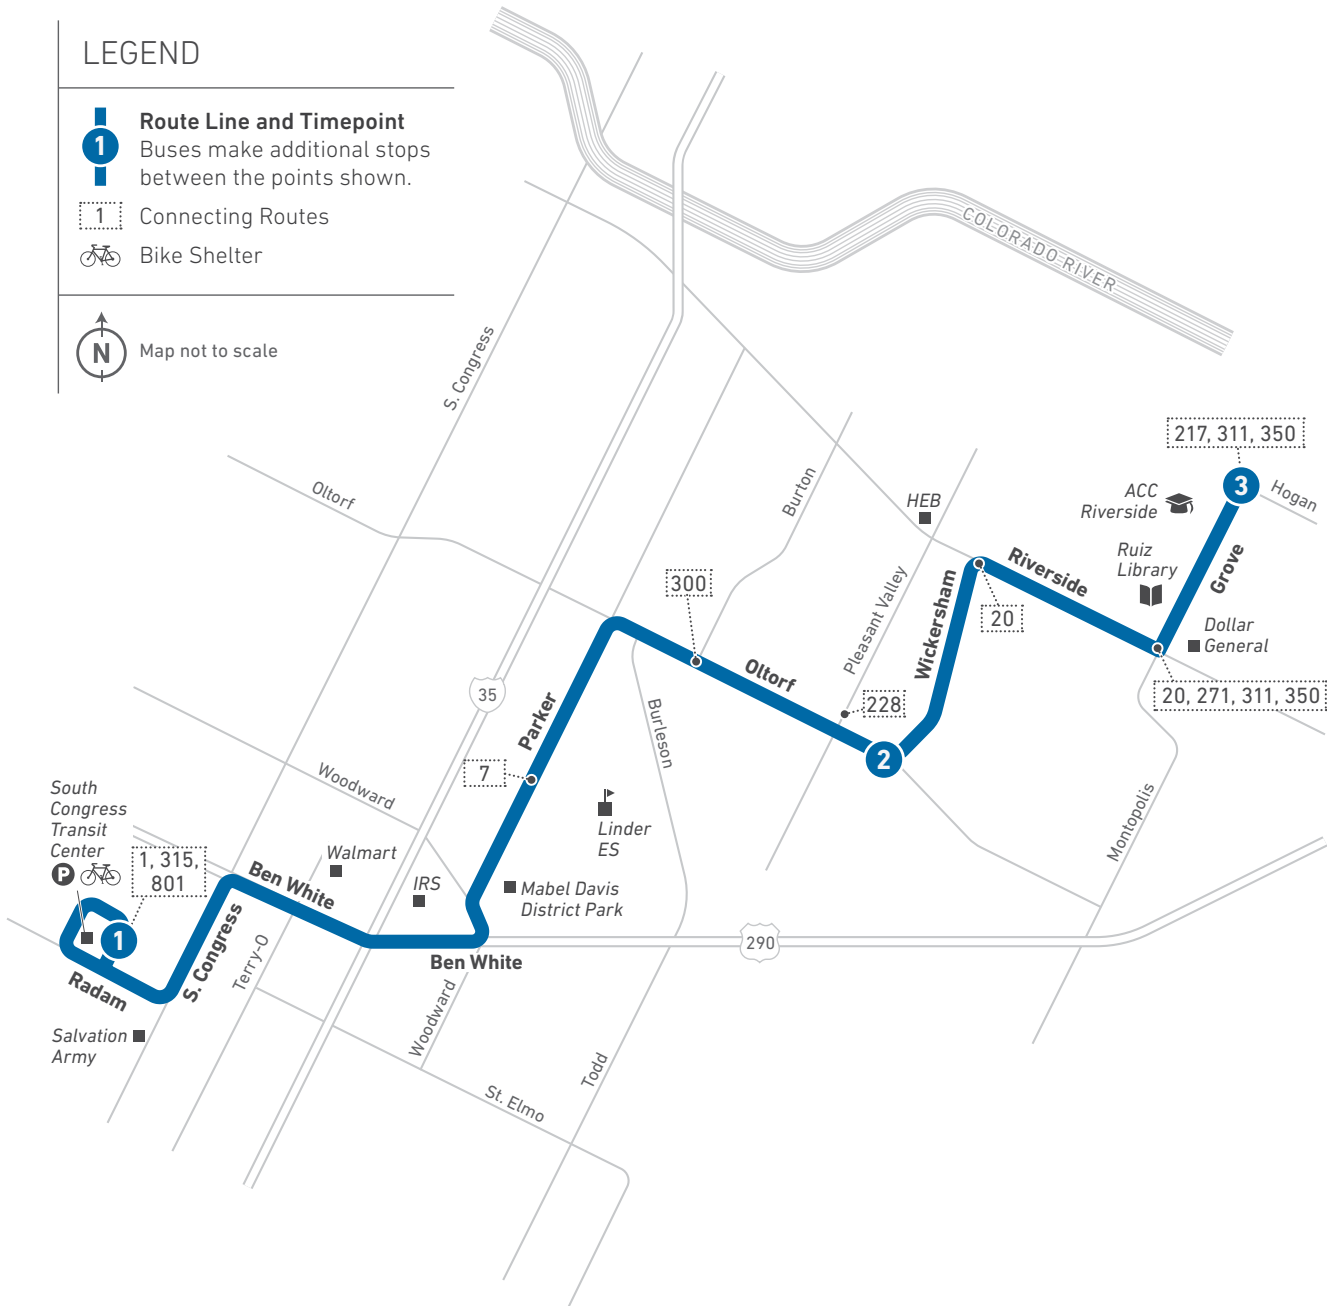 LEGEND
1
Route Line and Timepoint
Buses make additional stops
between the points shown.
1
Connecting Routes
Bike Shelter
N
Map not to scale
COLORADO RIVER
S. Congress
Oltorf
Burton
HEB
217, 311, 350
3
Hogan
ACC
Riverside
Ruiz
Library
Grove
Riverside
Wickersham
Pleasant Valley
300
20
Dollar
General
20, 271, 311, 350
Oltorf
228
2
35
Parker
Burleson
7
Woodward
Linder
ES
Montopolis
South
Congress
Transit
Center
P
1, 315,
801
Walmart
Ben White
IRS
Mabel Davis
District Park
1
290
S. Congress
Terry-O
Ben White
Radam
Woodward
Salvation
Army
Todd
St. Elmo